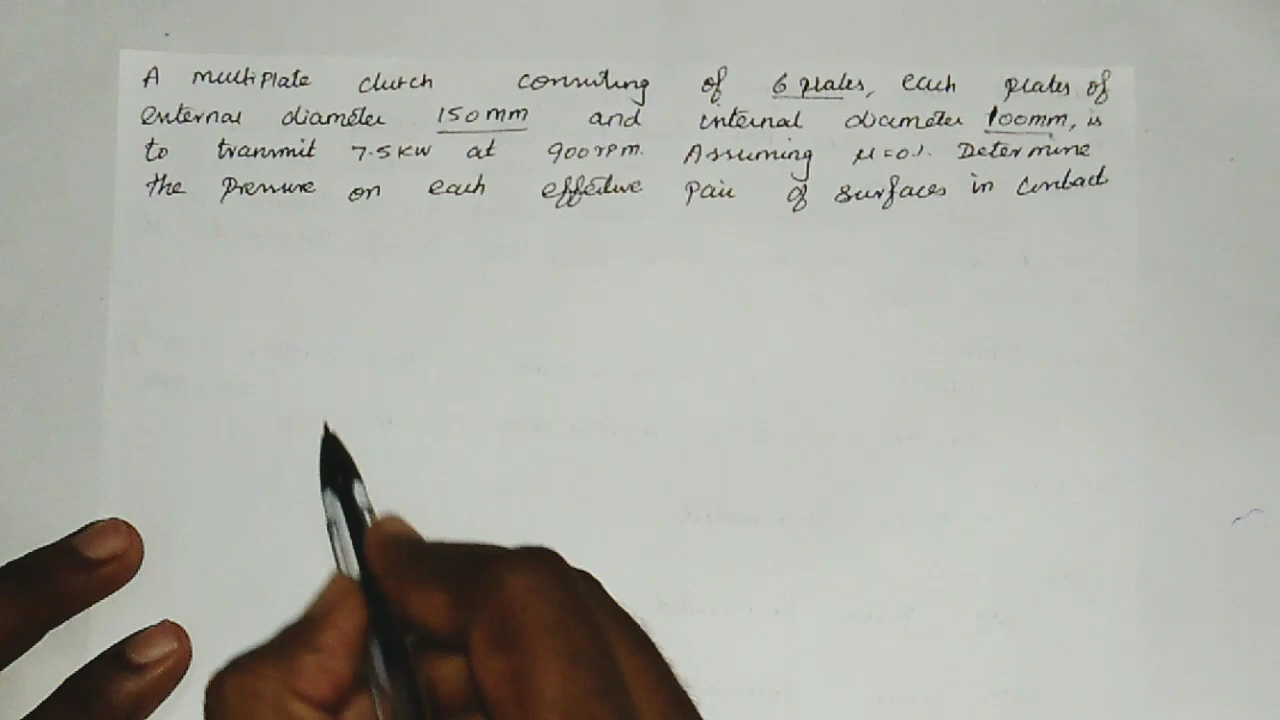 A multiplate clutch consisting of 6 plates, each plates of
external diameter 150mm and internal diameter 100mm, is
to transmit 7.5KW at 900rpm. Assuming μ=0.1. Determine
the Pressure on each effective pair of surfaces in contact